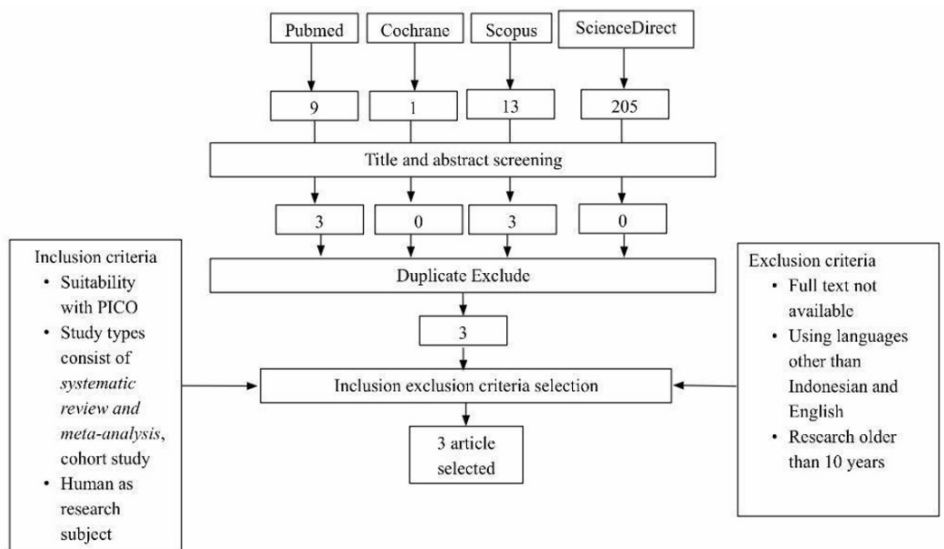 Pubmed
Cochrane
Scopus
ScienceDirect
9
1
13
205
Title and abstract screening
3
0
3
0
Duplicate Exclude
3
Inclusion exclusion criteria selection
3 article
selected
Inclusion criteria
• Suitability
with PICO
• Study types
consist of
systematic
review and
meta-analysis,
cohort study
• Human as
research
subject
Exclusion criteria
• Full text not
available
• Using languages
other than
Indonesian and
English
• Research older
than 10 years